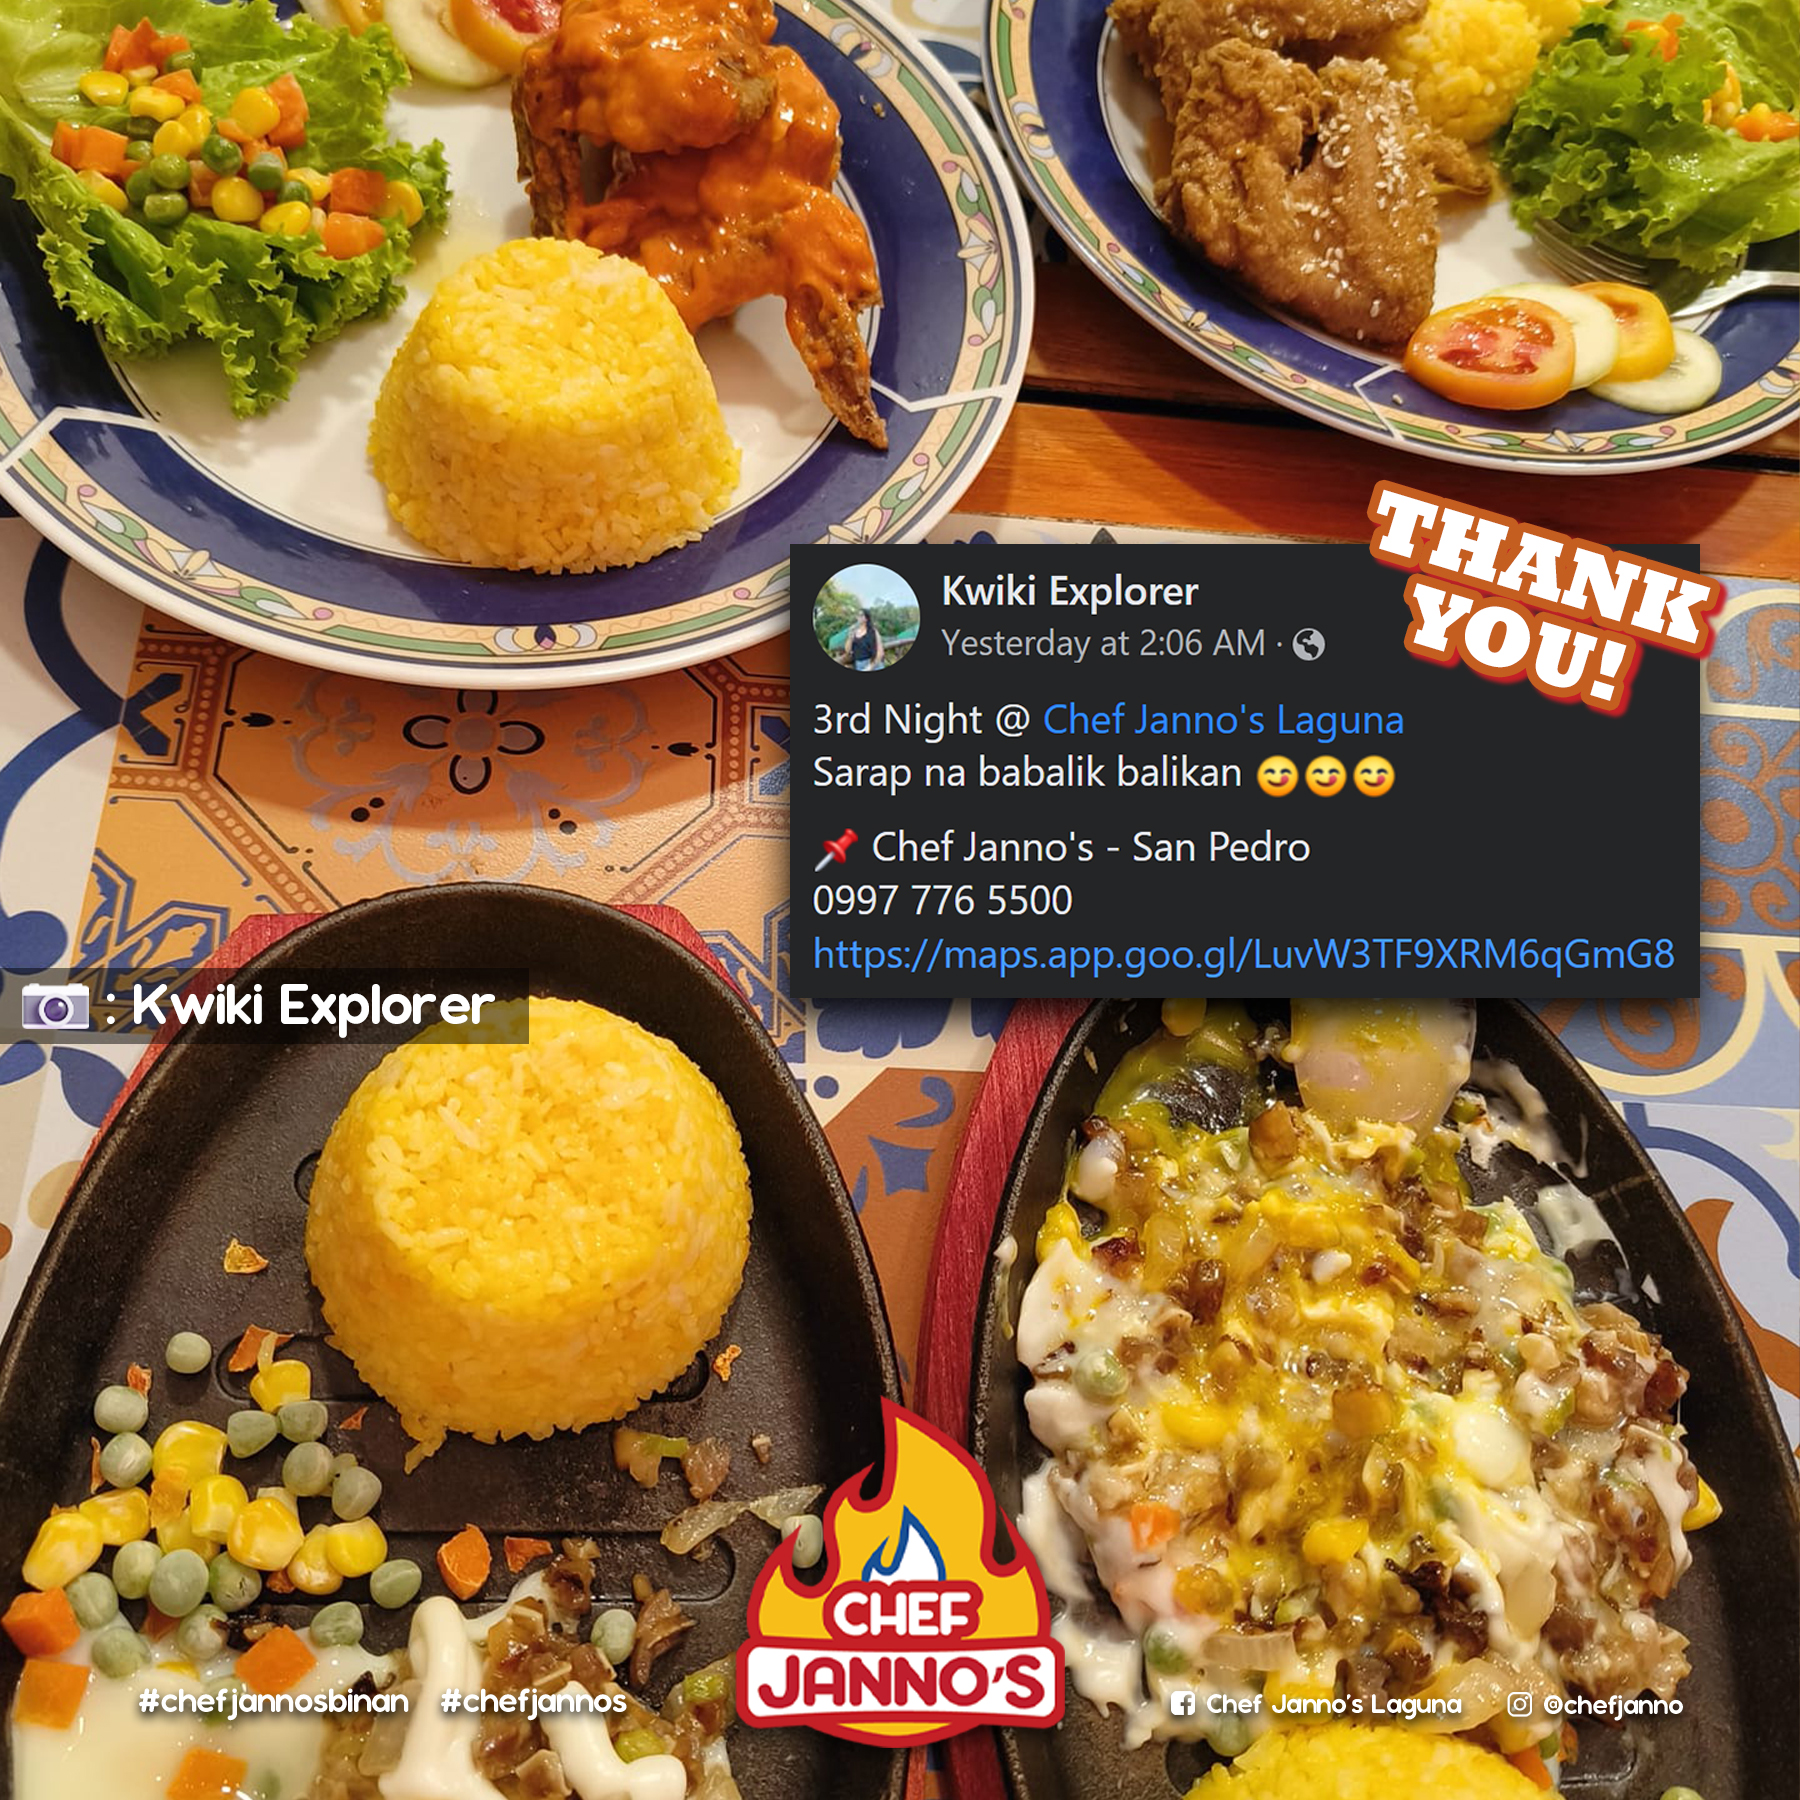 THANK
YOU!
Kwiki Explorer
Yesterday at 2:06 AM ·
3rd Night @ Chef Janno's Laguna
Sarap na babalik balikan 😋😋😋
📌 Chef Janno's - San Pedro
0997 776 5500
https://maps.app.goo.gl/LuvW3TF9XRM6qGmG8
📷 : Kwiki Explorer
CHEF
JANNO'S
#chefjannosbinan #chefjannos
Chef Janno's Laguna @chefjanno